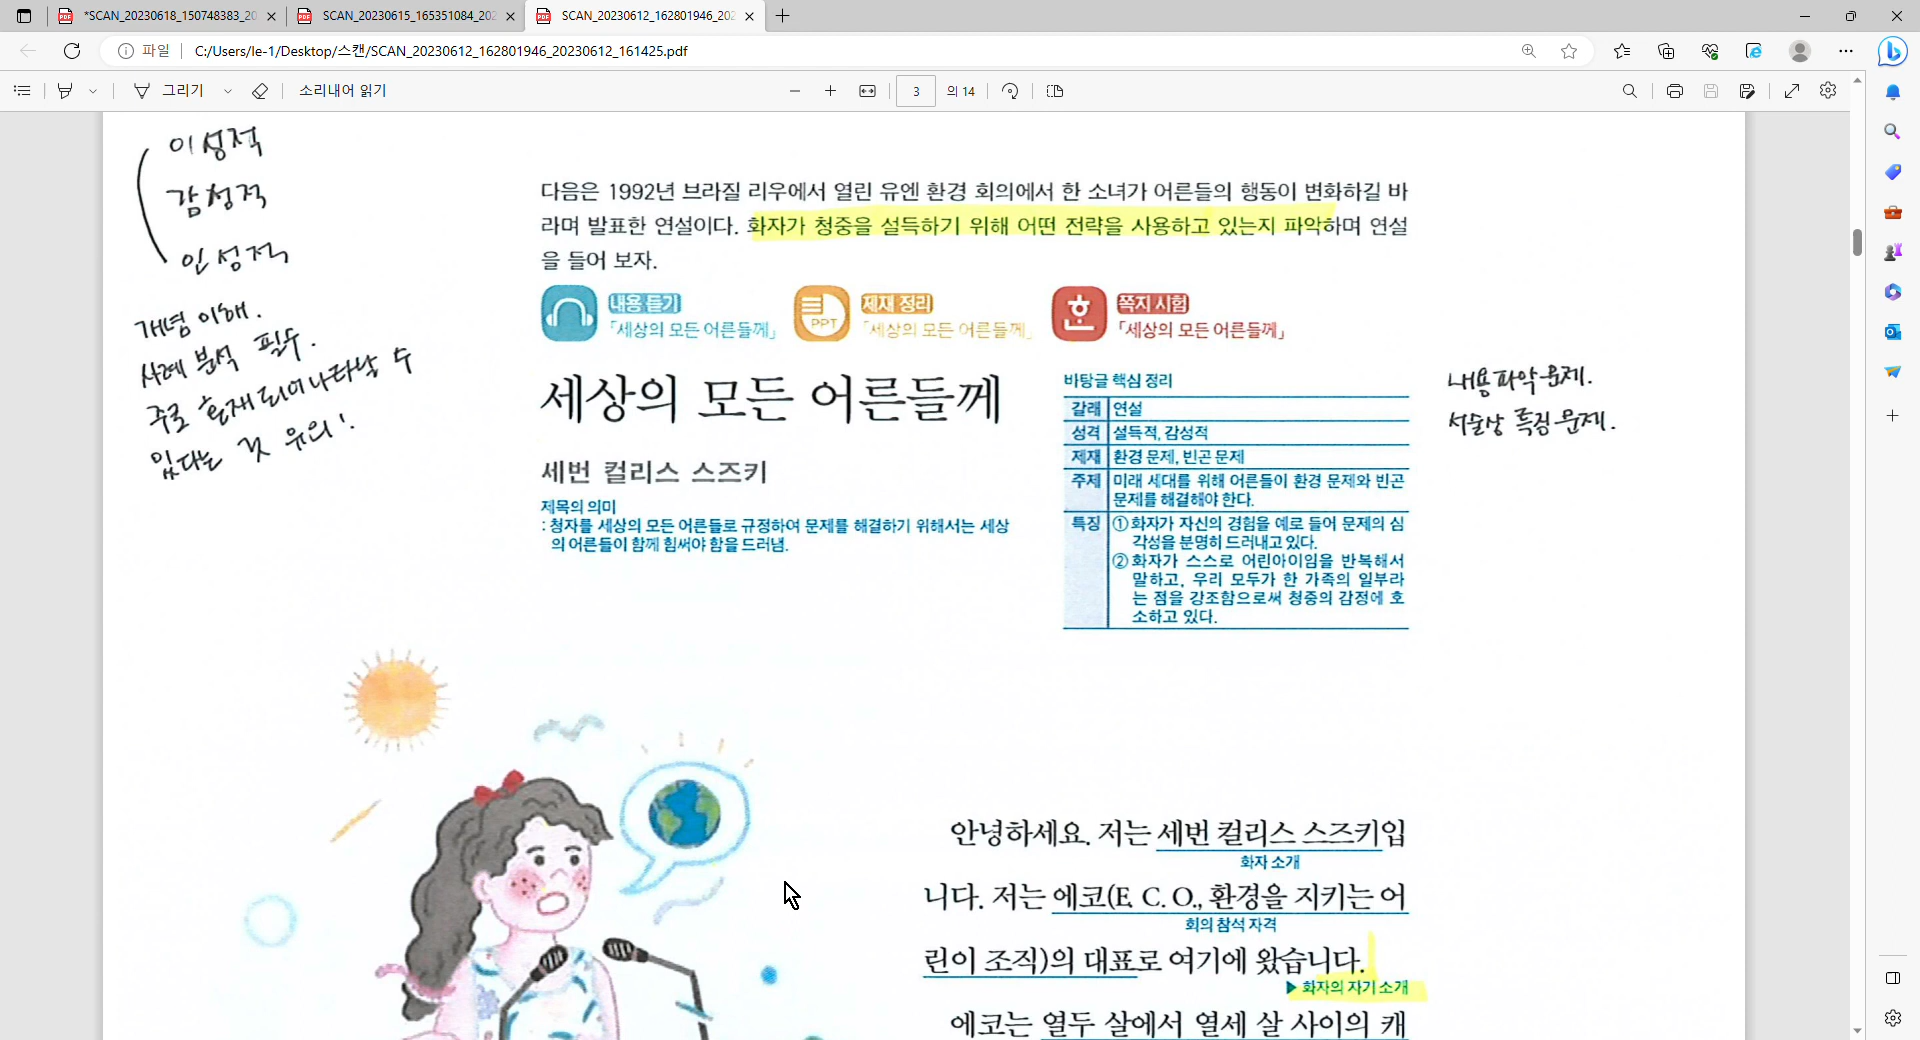 *SCAN_20230618_150748383_20
SCAN_20230615_165351084_202
SCAN_20230612_162801946_202
파일
C:/Users/le-1/Desktop/스캔/SCAN_20230612_162801946_20230612_161425.pdf
그리기
소리내어 읽기
3
의 14
이성적
감성적
인성적
개념 이해.
사례 분석 필수.
주로 혼재되어 나타날 수
있다는 것 유의!
다음은 1992년 브라질 리우에서 열린 유엔 환경 회의에서 한 소녀가 어른들의 행동이 변화하길 바
라며 발표한 연설이다. 화자가 청중을 설득하기 위해 어떤 전략을 사용하고 있는지 파악하며 연설
을 들어 보자.
내용 듣기
「세상의 모든 어른들께」
PPT
제재 정리
「세상의 모든 어른들께」
흔
쪽지 시험
「세상의 모든 어른들께」
세상의 모든 어른들께
세번 컬리스 스즈키
제목의 의미
: 청자를 세상의 모든 어른들로 규정하여 문제를 해결하기 위해서는 세상
의 어른들이 함께 힘써야 함을 드러냄.
바탕글 핵심 정리
갈래 연설
성격 설득적, 감성적
제재 환경 문제, 빈곤 문제
주제 미래 세대를 위해 어른들이 환경 문제와 빈곤
문제를 해결해야 한다.
특징 ① 화자가 자신의 경험을 예로 들어 문제의 심
각성을 분명히 드러내고 있다.
② 화자가 스스로 어린아이임을 반복해서
말하고, 우리 모두가 한 가족의 일부라
는 점을 강조함으로써 청중의 감정에 호
소하고 있다.
내용파악문제.
서술상 특징문제.
안녕하세요. 저는 세번 컬리스 스즈키입
화자 소개
니다. 저는 에코(E. C. O., 환경을 지키는 어
회의 참석 자격
린이 조직)의 대표로 여기에 왔습니다.
▶ 화자의 자기 소개
에코는 열두 살에서 열세 살 사이의 캐